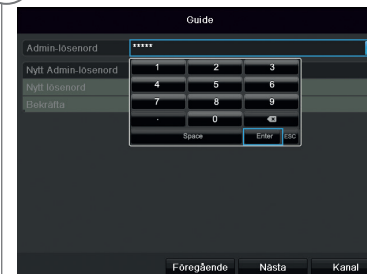 Guide
Admin-lösenord *****
Nytt Admin-lösenord
Nytt lösenord
Bekräfta
1 2 3
4 5 6
7 8 9
. 0
Space Enter ESC
Föregående Nästa Kanal